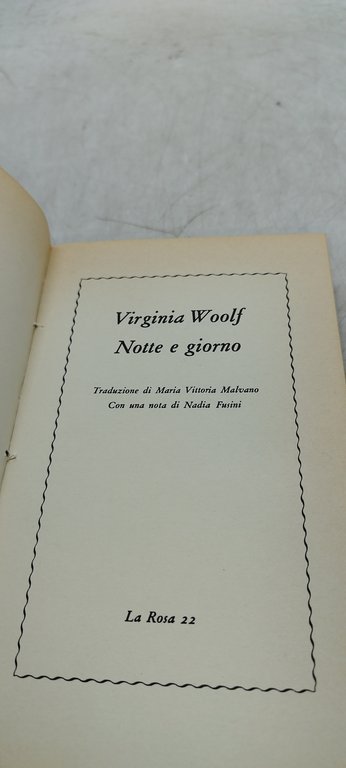 Virginia Woolf
Notte e giorno
Traduzione di Maria Vittoria Malvano
Con una nota di Nadia Fusini
La Rosa 22